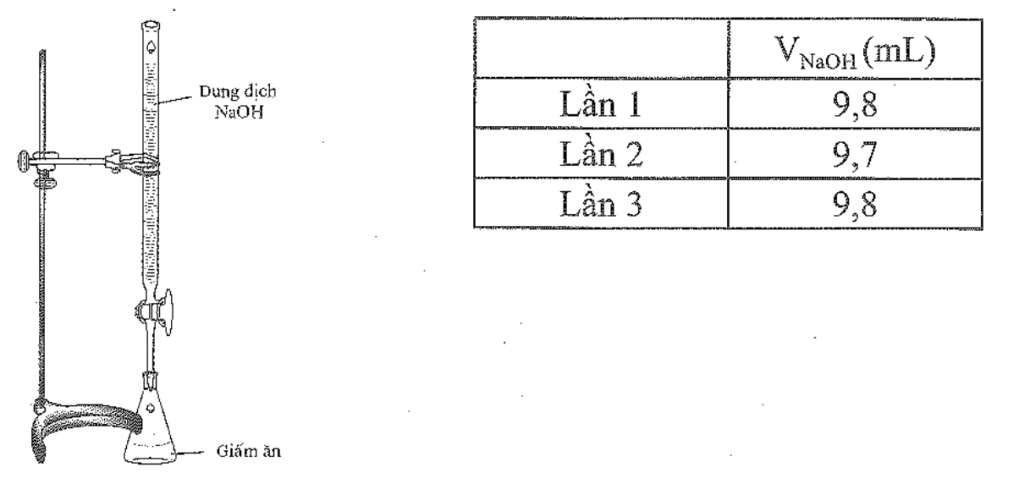 Dung dịch
NaOH
Giấm ăn
V_NaOH (mL)
Lần 1 9,8
Lần 2 9,7
Lần 3 9,8